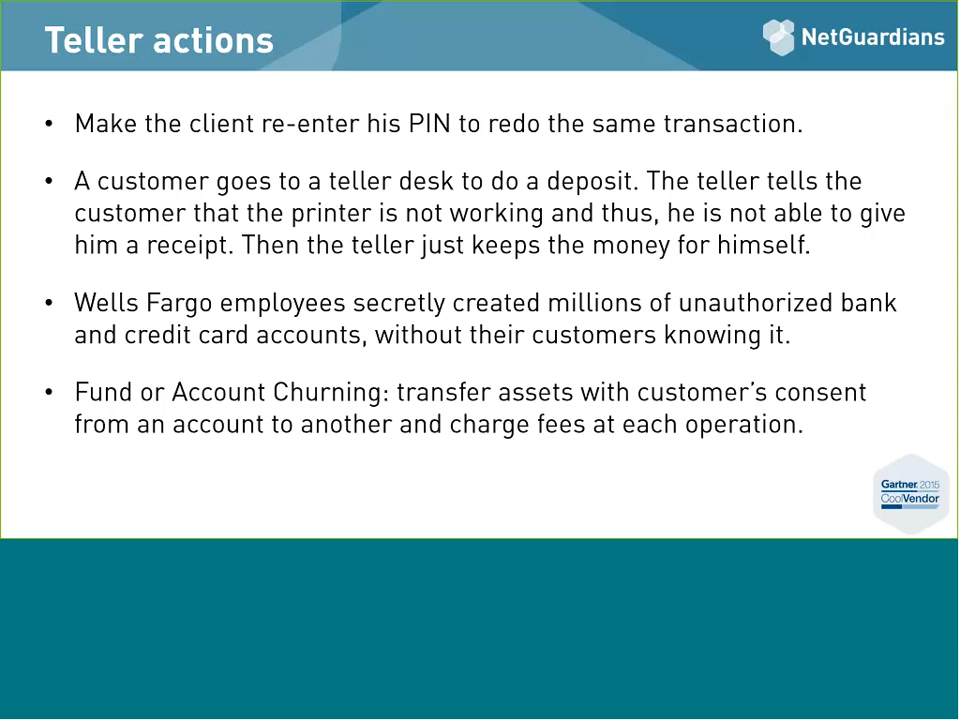 Teller actions
NetGuardians
• Make the client re-enter his PIN to redo the same transaction.
• A customer goes to a teller desk to do a deposit. The teller tells the
customer that the printer is not working and thus, he is not able to give
him a receipt. Then the teller just keeps the money for himself.
• Wells Fargo employees secretly created millions of unauthorized bank
and credit card accounts, without their customers knowing it.
• Fund or Account Churning: transfer assets with customer’s consent
from an account to another and charge fees at each operation.
Gartner 2015
CoolVendor